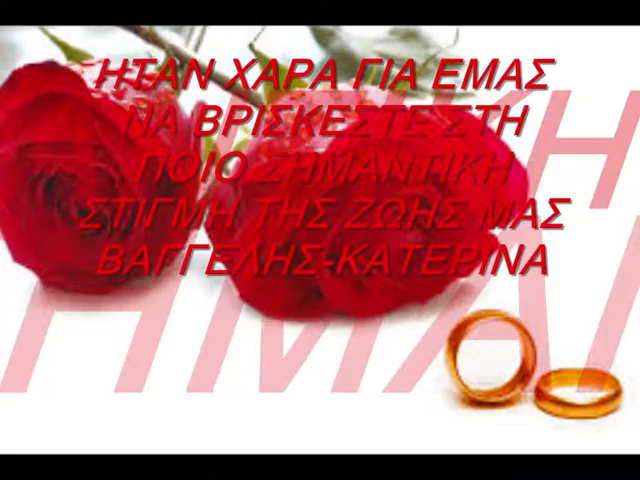 ΗΤΑΝ ΧΑΡΑ ΓΙΑ ΕΜΑΣ
ΝΑ ΒΡΙΣΚΕΣΤΕ ΣΤΗ
ΠΟΙΟ ΣΗΜΑΝΤΙΚΗ
ΣΤΙΓΜΗ ΤΗΣ ΖΩΗΣ ΜΑΣ
ΒΑΓΓΕΛΗΣ-ΚΑΤΕΡΙΝΑ